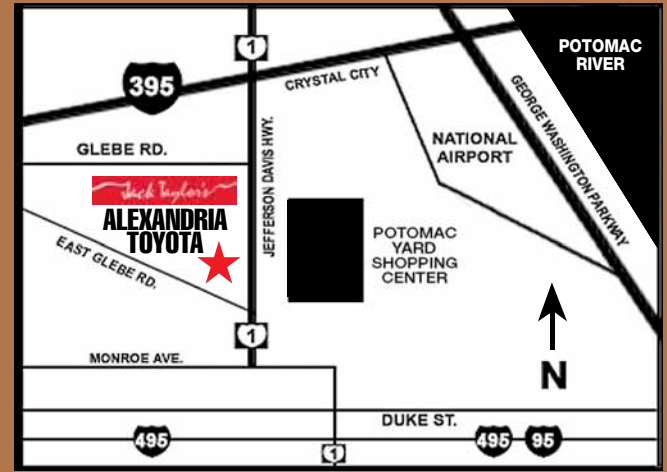 1
POTOMAC
RIVER
395
CRYSTAL CITY
GLEBE RD.
JEFFERSON DAVIS HWY.
NATIONAL
AIRPORT
GEORGE WASHINGTON PARKWAY
Jack Taylor's
ALEXANDRIA
TOYOTA
EAST GLEBE RD.
POTOMAC
YARD
SHOPPING
CENTER
1
MONROE AVE.
N
DUKE ST.
495
1
495
95